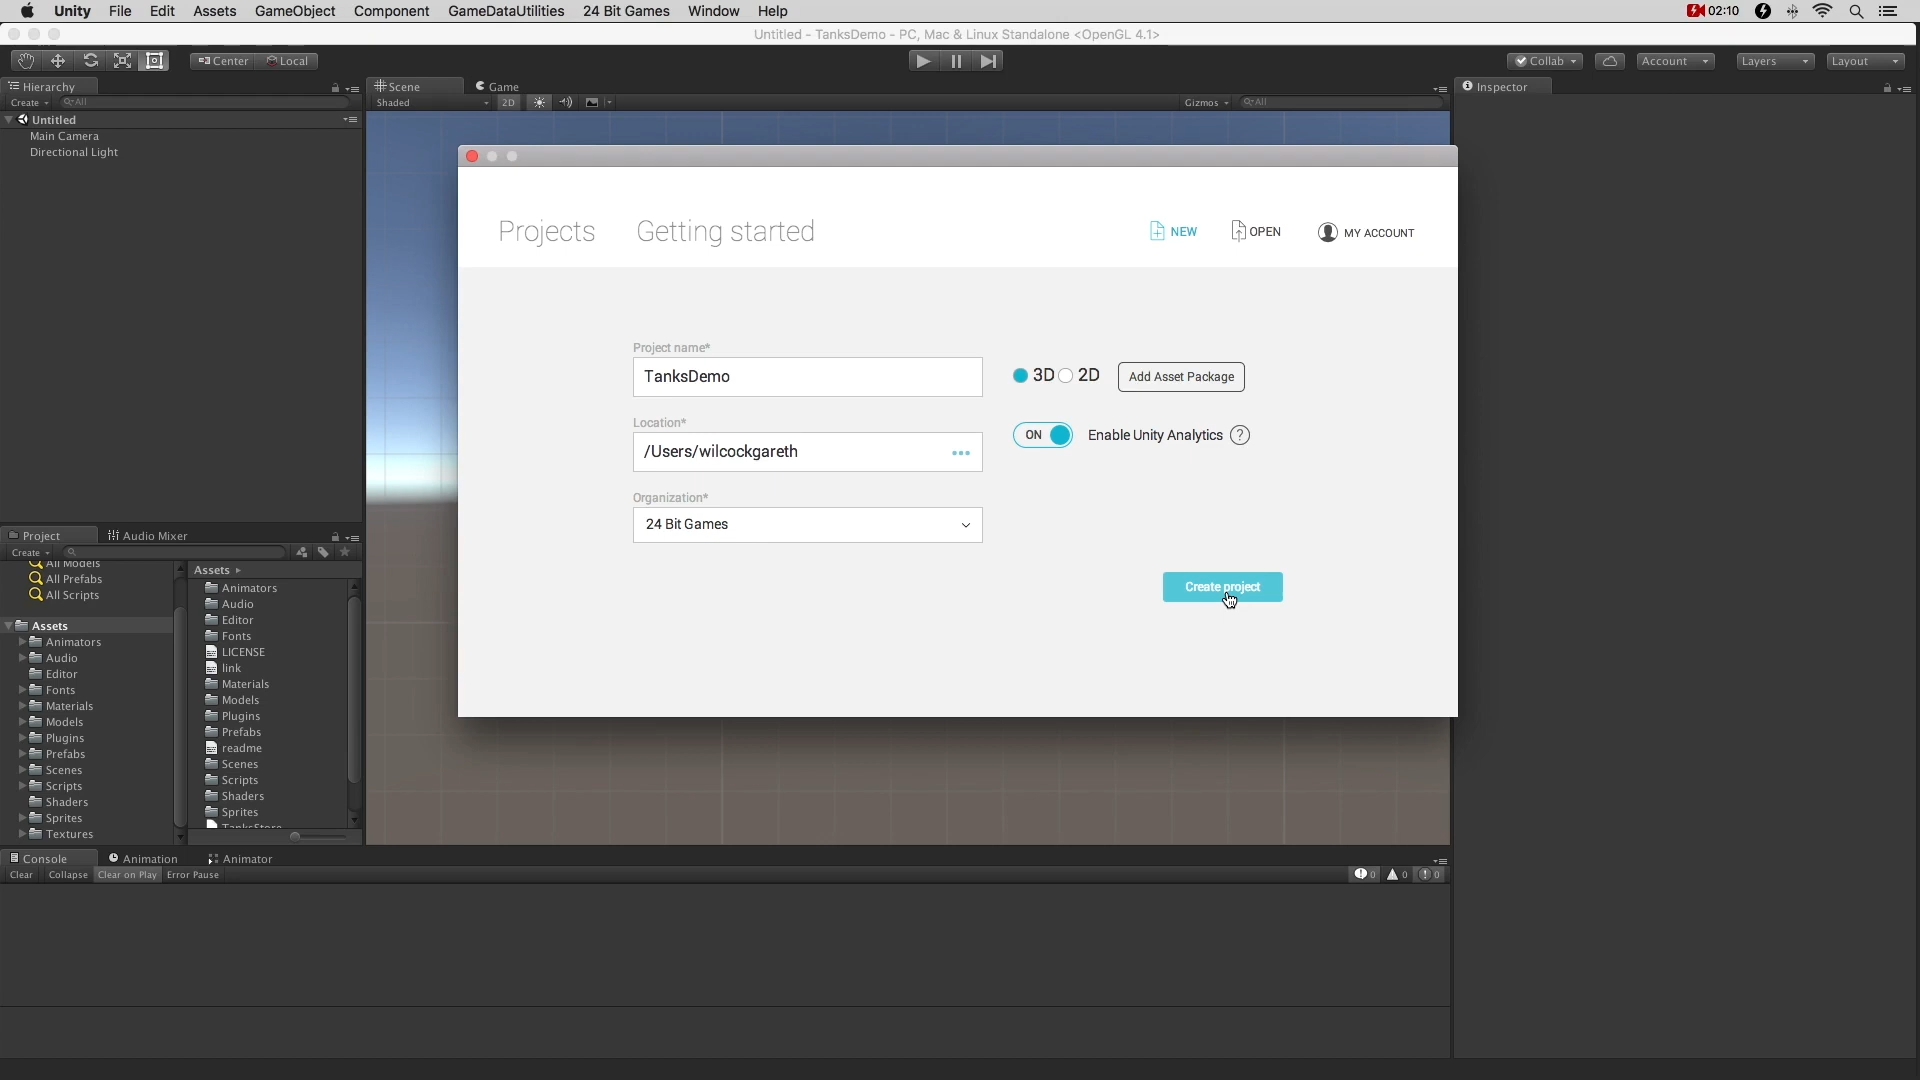 Unity File Edit Assets GameObject Component GameDataUtilities 24 Bit Games Window Help 02:10
Untitled - TanksDemo - PC, Mac & Linux Standalone <OpenGL 4.1>
Center Local Collab Account Layers Layout
Hierarchy Scene Game Inspector
Create All Shaded 2D Gizmos All
Untitled
Main Camera
Directional Light
Projects Getting started NEW OPEN MY ACCOUNT
Project name*
TanksDemo 3D 2D Add Asset Package
Location*
ON Enable Unity Analytics ?
/Users/wilcockgareth
Organization*
24 Bit Games
Create project
Project Audio Mixer
Create
All Models
All Prefabs
All Scripts
Assets
Animators
Audio
Editor
Fonts
Materials
Models
Plugins
Prefabs
Scenes
Scripts
Shaders
Sprites
Textures
Assets
Animators
Audio
Editor
Fonts
LICENSE
link
Materials
Models
Plugins
Prefabs
readme
Scenes
Scripts
Shaders
Sprites
TanksStore
Console Animation Animator
Clear Collapse Clear on Play Error Pause 0 0 0